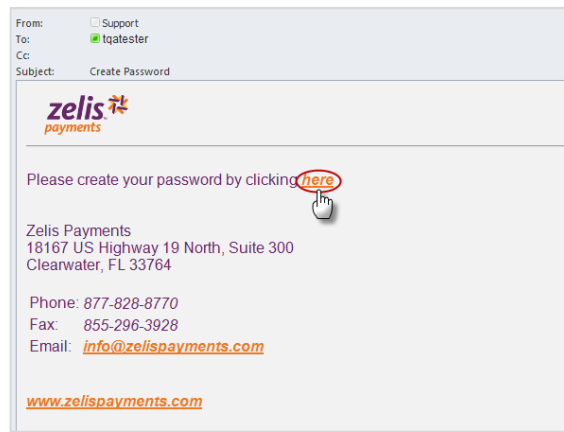 From: Support
To: tqatester
Cc:
Subject: Create Password
zelis
payments
Please create your password by clicking here
Zelis Payments
18167 US Highway 19 North, Suite 300
Clearwater, FL 33764
Phone: 877-828-8770
Fax: 855-296-3928
Email: info@zelispayments.com
www.zelispayments.com